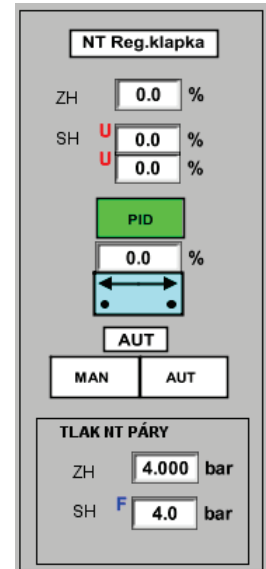 NT Reg.klapka
ZH 0.0 %
SH U 0.0 %
U 0.0 %
PID
0.0 %
AUT
MAN AUT
TLAK NT PÁRY
ZH 4.000 bar
SH F 4.0 bar